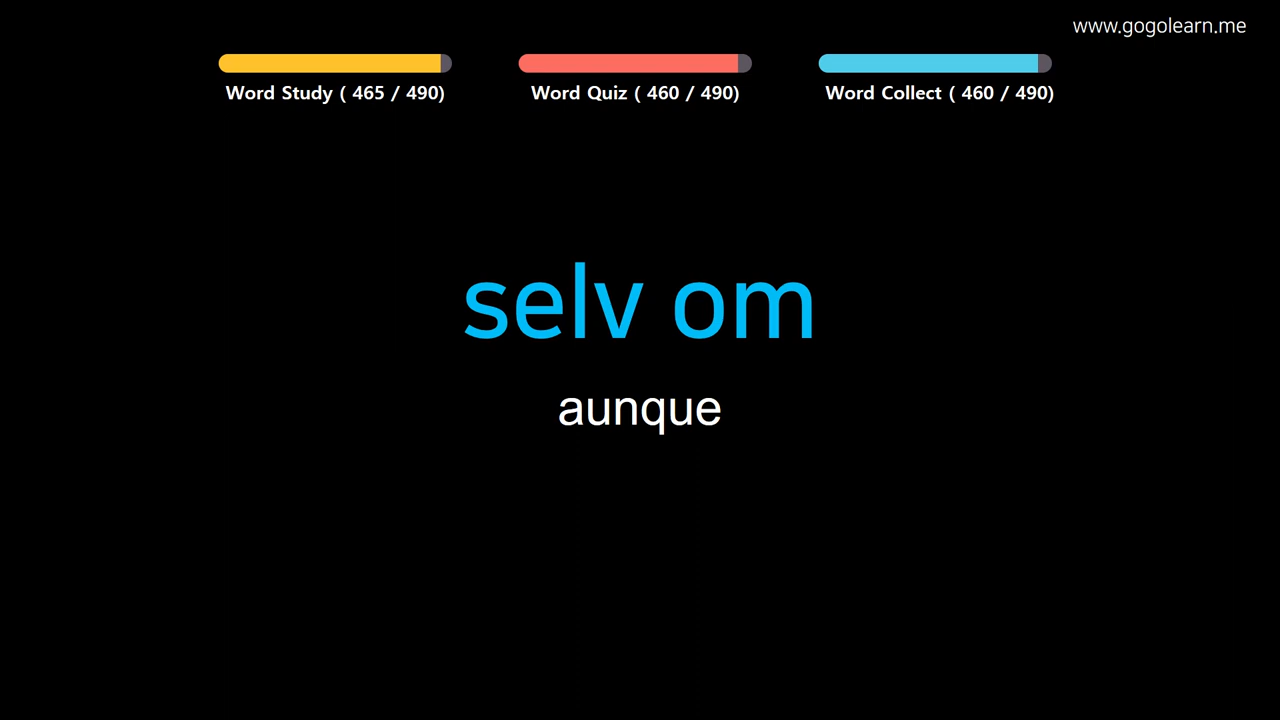 www.gogolearn.me
Word Study ( 465 / 490)
Word Quiz ( 460 / 490)
Word Collect ( 460 / 490)
selv om
aunque